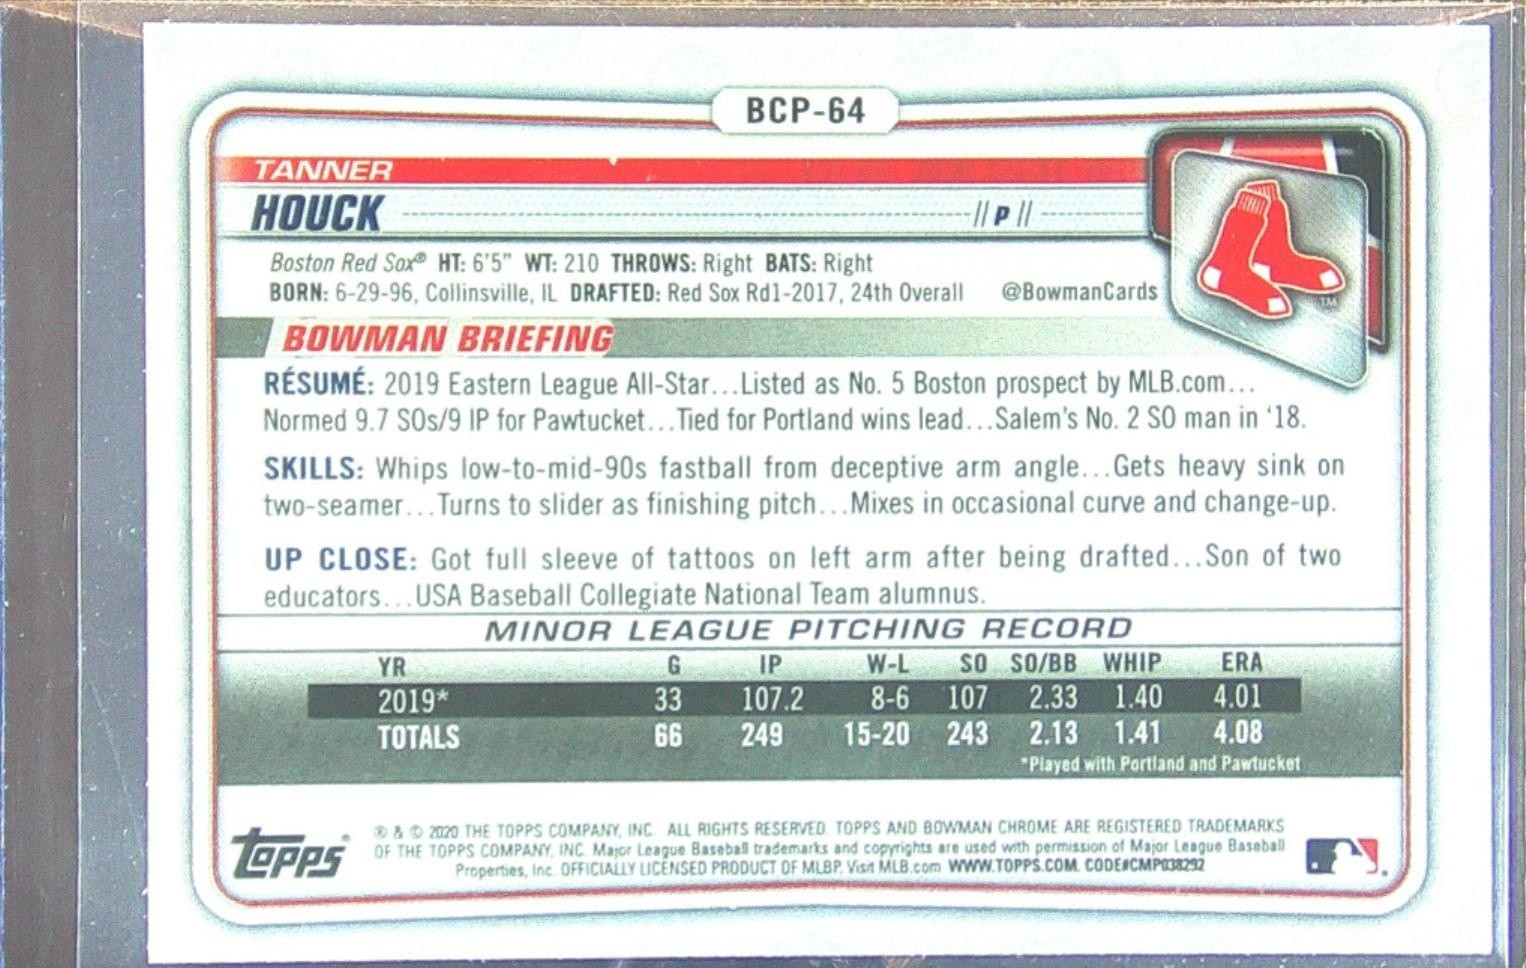 BCP-64
TANNER
HOUCK // P //
Boston Red Sox® HT: 6'5" WT: 210 THROWS: Right BATS: Right
BORN: 6-29-96, Collinsville, IL DRAFTED: Red Sox Rd1-2017, 24th Overall @BowmanCards
TM
BOWMAN BRIEFING
RÉSUMÉ: 2019 Eastern League All-Star...Listed as No. 5 Boston prospect by MLB.com...
Normed 9.7 SOs/9 IP for Pawtucket...Tied for Portland wins lead...Salem's No. 2 SO man in '18.
SKILLS: Whips low-to-mid-90s fastball from deceptive arm angle...Gets heavy sink on
two-seamer...Turns to slider as finishing pitch...Mixes in occasional curve and change-up.
UP CLOSE: Got full sleeve of tattoos on left arm after being drafted...Son of two
educators...USA Baseball Collegiate National Team alumnus.
MINOR LEAGUE PITCHING RECORD
YR G IP W-L SO SO/BB WHIP ERA
2019* 33 107.2 8-6 107 2.33 1.40 4.01
TOTALS 66 249 15-20 243 2.13 1.41 4.08
*Played with Portland and Pawtucket
Topps®
® & © 2020 THE TOPPS COMPANY, INC. ALL RIGHTS RESERVED. TOPPS AND BOWMAN CHROME ARE REGISTERED TRADEMARKS
OF THE TOPPS COMPANY, INC. Major League Baseball trademarks and copyrights are used with permission of Major League Baseball
Properties, Inc. OFFICIALLY LICENSED PRODUCT OF MLBP. Visit MLB.com WWW.TOPPS.COM. CODE#CMP038292